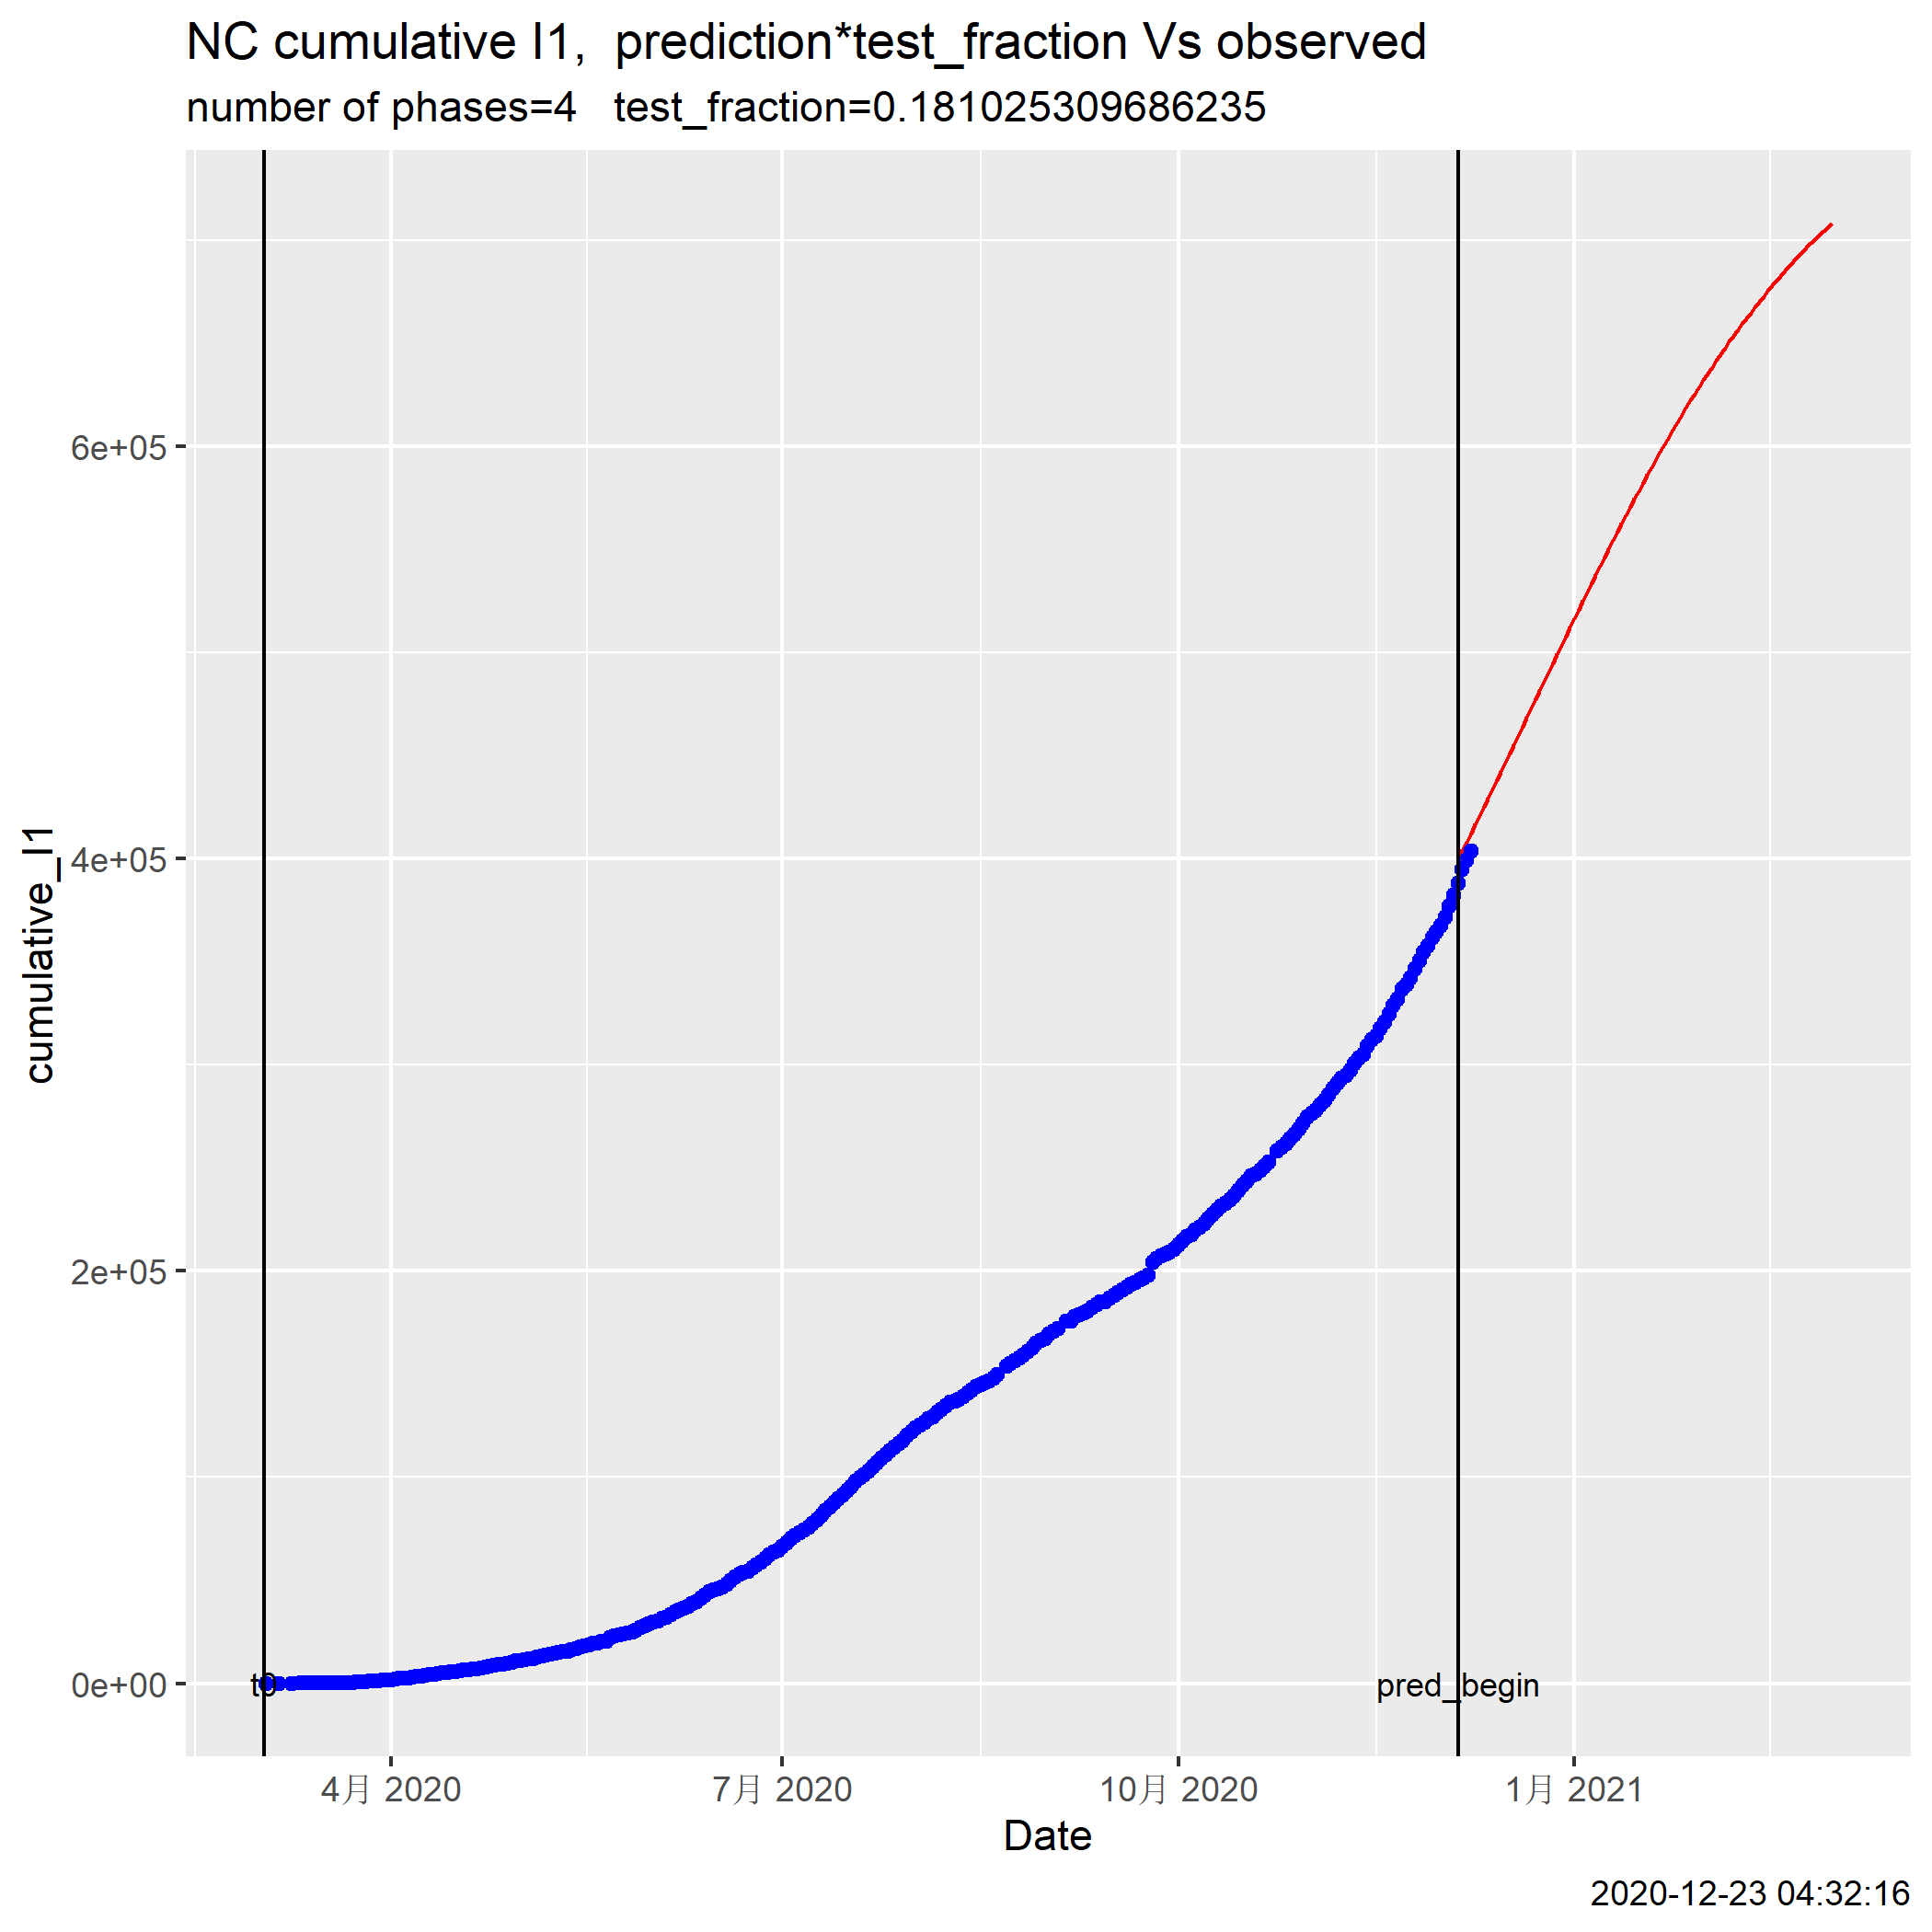 NC cumulative I1,  prediction*test_fraction Vs observed
number of phases=4   test_fraction=0.181025309686235
cumulative_I1
6e+05
4e+05
2e+05
0e+00
t0
pred_begin
4月 2020
7月 2020
10月 2020
1月 2021
Date
2020-12-23 04:32:16